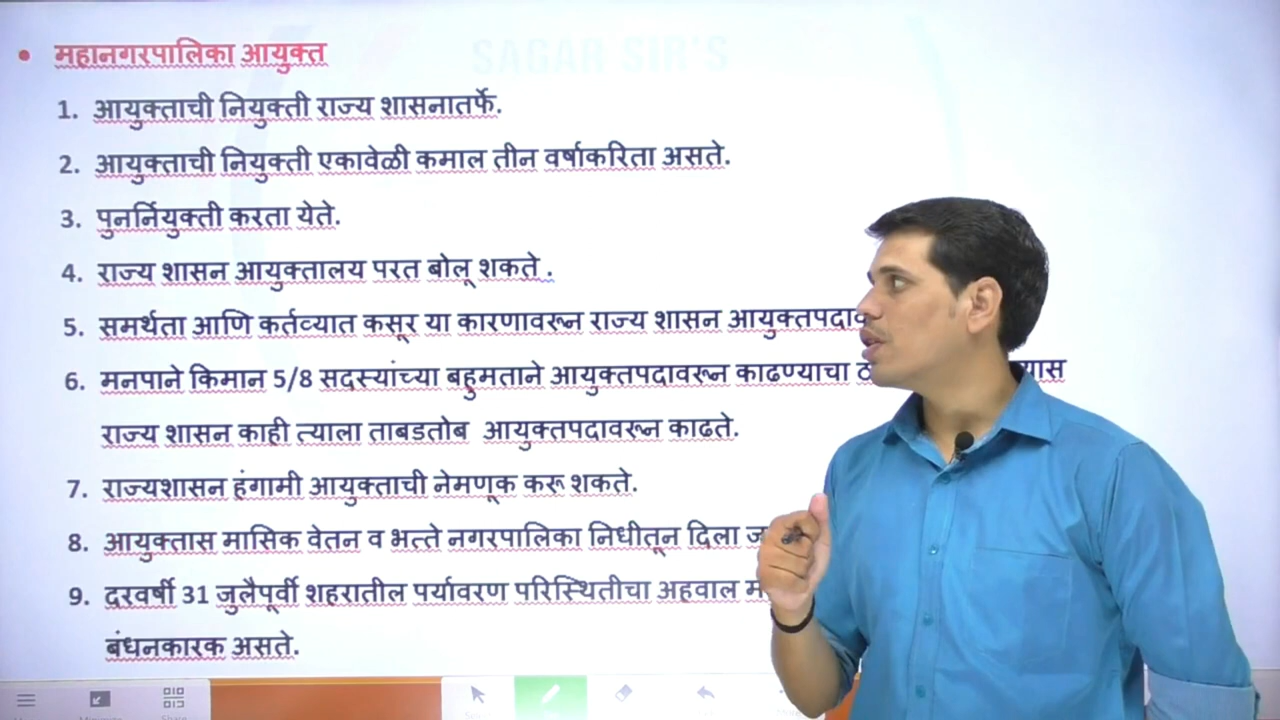 SAGAR SIR'S
• महानगरपालिका आयुक्त
1. आयुक्ताची नियुक्ती राज्य शासनातर्फे.
2. आयुक्ताची नियुक्ती एकावेळी कमाल तीन वर्षाकरिता असते.
3. पुनर्नियुक्ती करता येते.
4. राज्य शासन आयुक्तालय परत बोलू शकते .
5. समर्थता आणि कर्तव्यात कसूर या कारणावरून राज्य शासन
6. मनपाने किमान 5/8 सदस्यांच्या बहुमताने आयुक्तपदावरून काढण्याचा
राज्य शासन काही त्याला ताबडतोब आयुक्तपदावरून काढते.
7. राज्यशासन हंगामी आयुक्ताची नेमणूक करू शकते.
8. आयुक्तास मासिक वेतन व भत्ते नगरपालिका निधीतून दिला
9. दरवर्षी 31 जुलैपूर्वी शहरातील पर्यावरण परिस्थितीचा अहवाल
बंधनकारक असते.